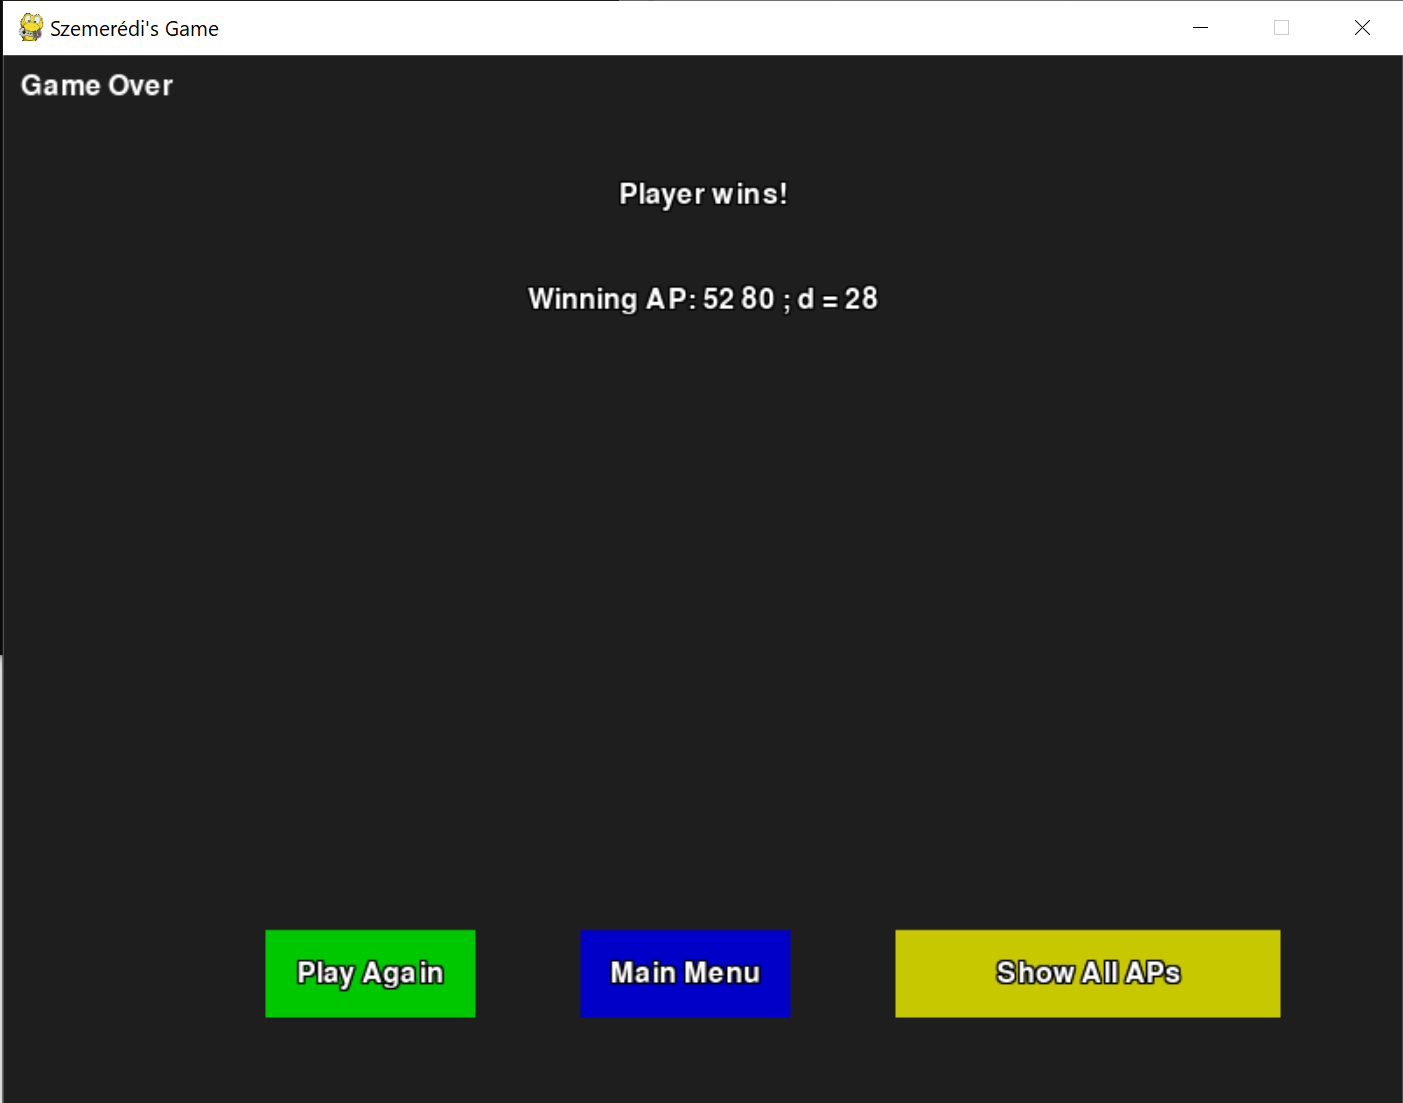 Szemerédi's Game
Game Over
Player wins!
Winning AP: 52 80 ; d = 28
Play Again
Main Menu
Show All APs